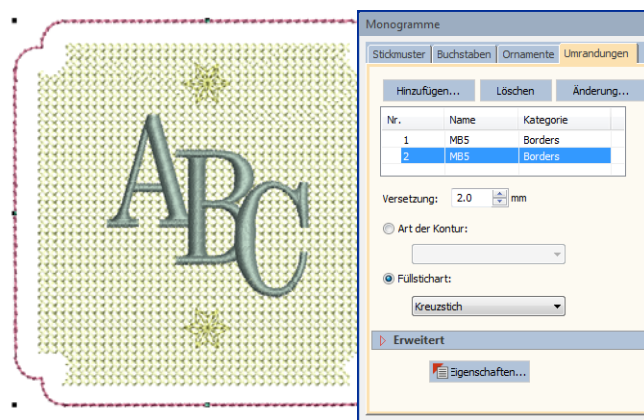 ABC
Monogramme
Stickmuster Buchstaben Ornamente Umrandungen
Hinzufügen... Löschen Änderung...
Nr. Name Kategorie
1 MB5 Borders
2 MB5 Borders
Versetzung: 2.0 mm
Art der Kontur:
Füllstichart:
Kreuzstich
Erweitert
Eigenschaften...